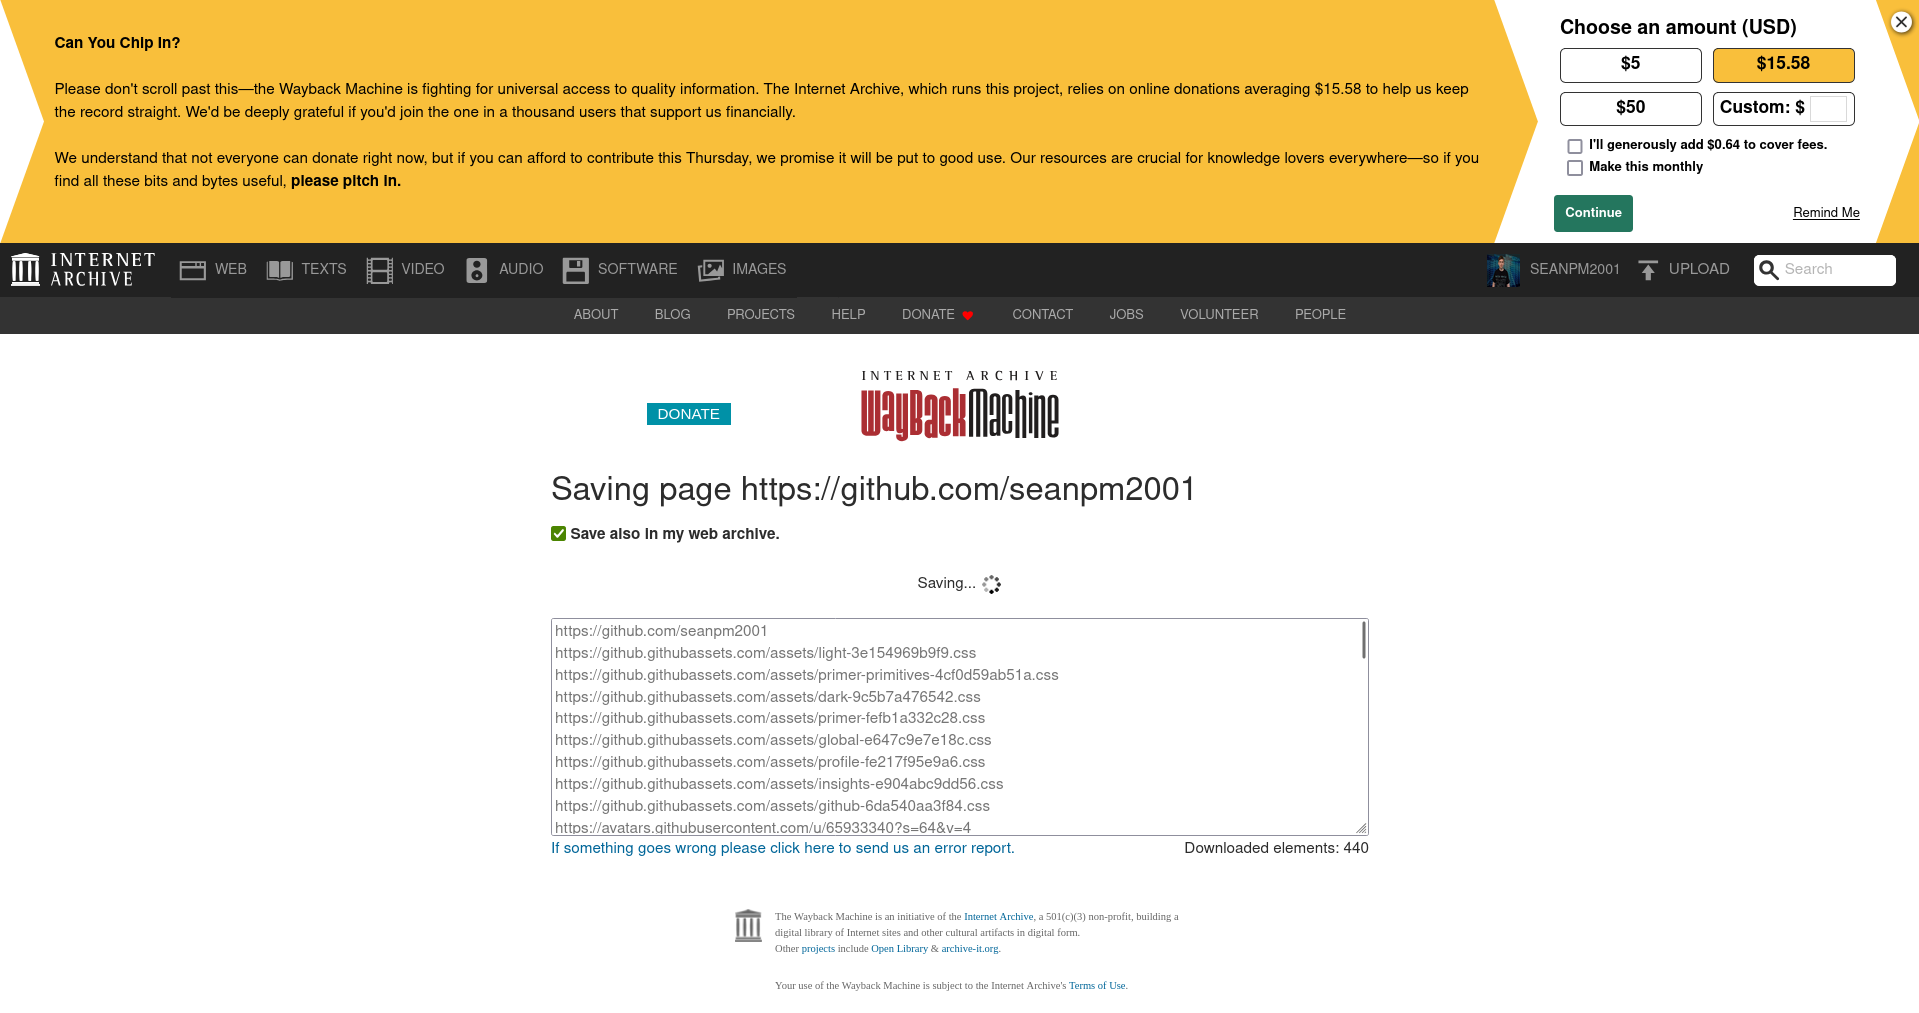 Can You Chip In?
Please don't scroll past this—the Wayback Machine is fighting for universal access to quality information. The Internet Archive, which runs this project, relies on online donations averaging $15.58 to help us keep
the record straight. We'd be deeply grateful if you'd join the one in a thousand users that support us financially.
We understand that not everyone can donate right now, but if you can afford to contribute this Thursday, we promise it will be put to good use. Our resources are crucial for knowledge lovers everywhere—so if you
find all these bits and bytes useful, please pitch in.
Choose an amount (USD)
$5 $15.58
$50 Custom: $
I'll generously add $0.64 to cover fees.
Make this monthly
Continue Remind Me
INTERNET
ARCHIVE
WEB TEXTS VIDEO AUDIO SOFTWARE IMAGES SEANPM2001 UPLOAD Search
ABOUT BLOG PROJECTS HELP DONATE CONTACT JOBS VOLUNTEER PEOPLE
DONATE
INTERNET ARCHIVE
WayBackMachine
Saving page https://github.com/seanpm2001
Save also in my web archive.
Saving...
https://github.com/seanpm2001
https://github.githubassets.com/assets/light-3e154969b9f9.css
https://github.githubassets.com/assets/primer-primitives-4cf0d59ab51a.css
https://github.githubassets.com/assets/dark-9c5b7a476542.css
https://github.githubassets.com/assets/primer-fefb1a332c28.css
https://github.githubassets.com/assets/global-e647c9e7e18c.css
https://github.githubassets.com/assets/profile-fe217f95e9a6.css
https://github.githubassets.com/assets/insights-e904abc9dd56.css
https://github.githubassets.com/assets/github-6da540aa3f84.css
https://avatars.githubusercontent.com/u/65933340?s=64&v=4
If something goes wrong please click here to send us an error report. Downloaded elements: 440
The Wayback Machine is an initiative of the Internet Archive, a 501(c)(3) non-profit, building a
digital library of Internet sites and other cultural artifacts in digital form.
Other projects include Open Library & archive-it.org.
Your use of the Wayback Machine is subject to the Internet Archive's Terms of Use.